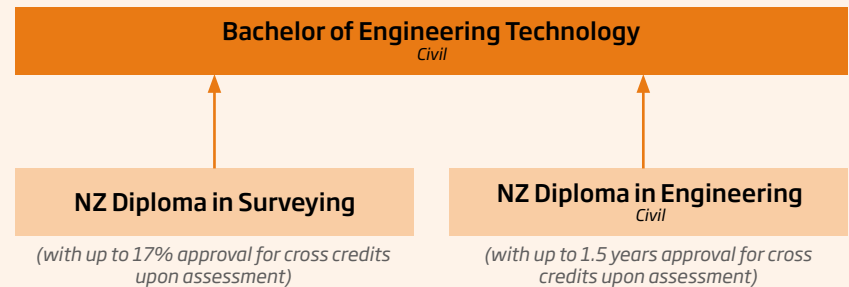 Bachelor of Engineering Technology
Civil
NZ Diploma in Surveying
(with up to 17% approval for cross credits
upon assessment)
NZ Diploma in Engineering
Civil
(with up to 1.5 years approval for cross
credits upon assessment)